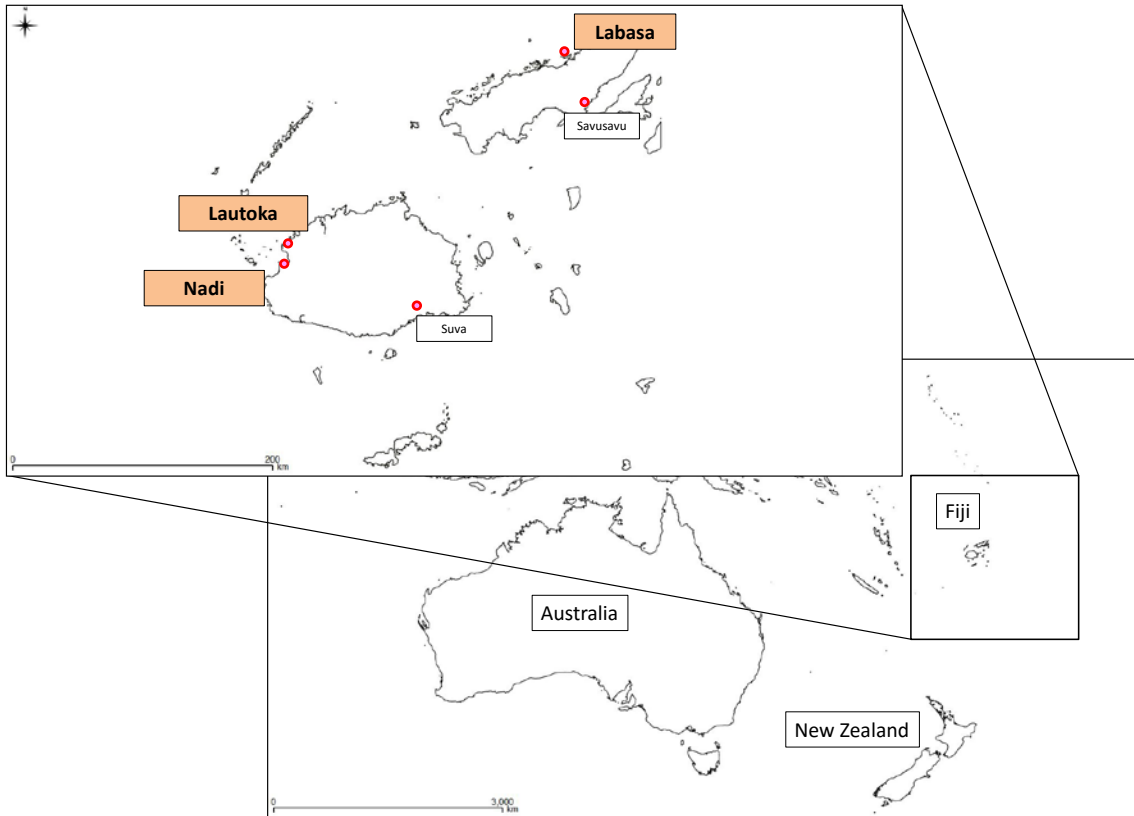 N
Labasa
Savusavu
Lautoka
Nadi
Suva
0 200
km
Fiji
Australia
New Zealand
0 3,000
km